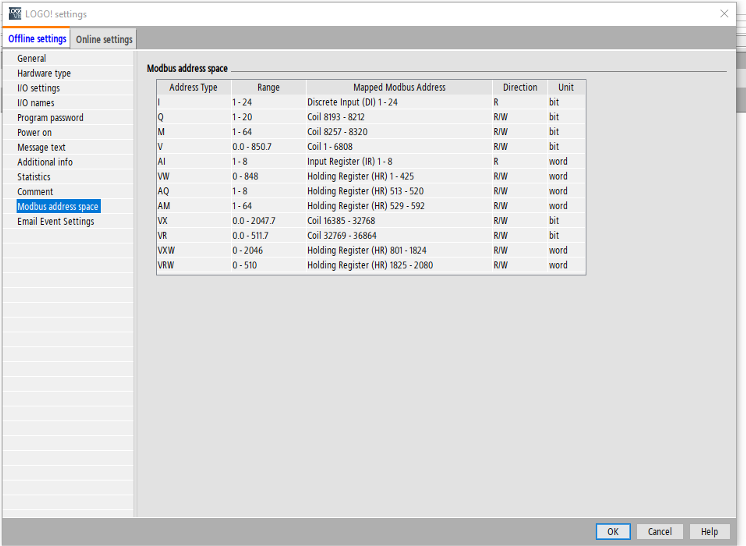 LOGO! settings
Offline settings Online settings
General
Hardware type
I/O settings
I/O names
Program password
Power on
Message text
Additional info
Statistics
Comment
Modbus address space
Email Event Settings
Modbus address space
Address Type Range Mapped Modbus Address Direction Unit
I 1 - 24 Discrete Input (DI) 1 - 24 R bit
Q 1 - 20 Coil 8193 - 8212 R/W bit
M 1 - 64 Coil 8257 - 8320 R/W bit
V 0.0 - 850.7 Coil 1 - 6808 R/W bit
AI 1 - 8 Input Register (IR) 1 - 8 R word
VW 0 - 848 Holding Register (HR) 1 - 425 R/W word
AQ 1 - 8 Holding Register (HR) 513 - 520 R/W word
AM 1 - 64 Holding Register (HR) 529 - 592 R/W word
VX 0.0 - 2047.7 Coil 16385 - 32768 R/W bit
VR 0.0 - 511.7 Coil 32769 - 36864 R/W bit
VXW 0 - 2046 Holding Register (HR) 801 - 1824 R/W word
VRW 0 - 510 Holding Register (HR) 1825 - 2080 R/W word
OK Cancel Help